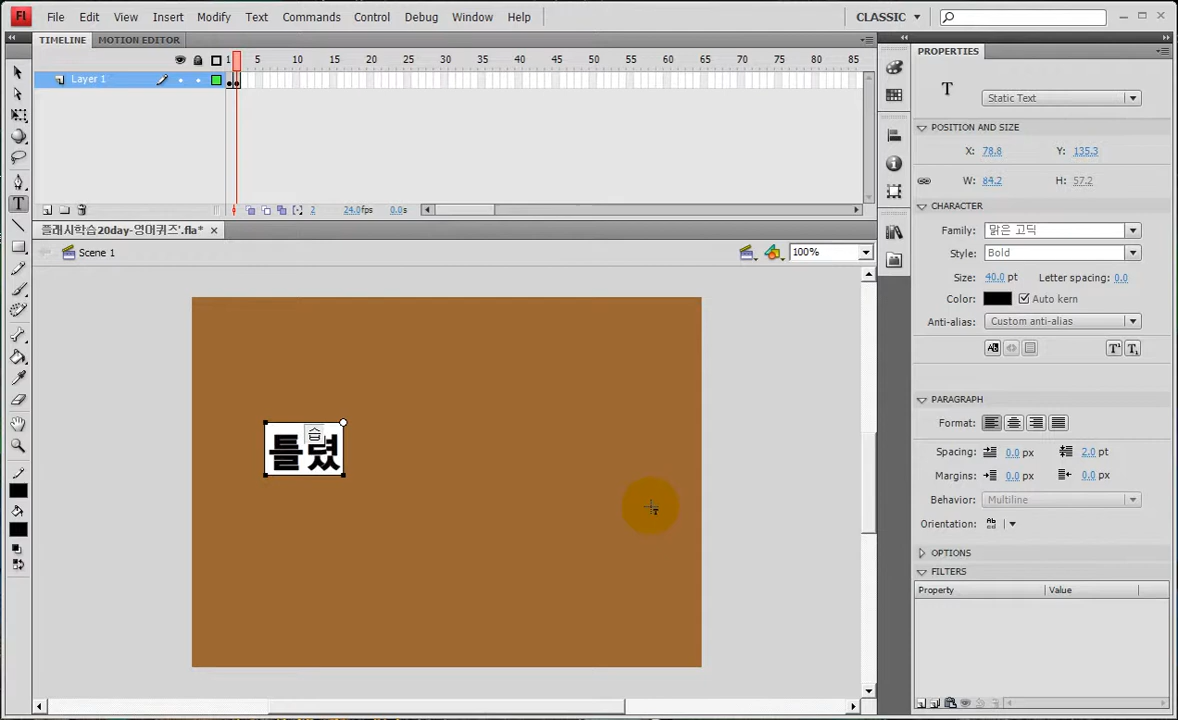 Fl File Edit View Insert Modify Text Commands Control Debug Window Help CLASSIC
TIMELINE MOTION EDITOR
1 5 10 15 20 25 30 35 40 45 50 55 60 65 70 75 80 85
Layer 1
2 24.0fps 0.0s
플래시학습20day-영어퀴즈'.fla*
Scene 1
100%
틀렸
습
PROPERTIES
T Static Text
POSITION AND SIZE
X: 78.8 Y: 135.3
W: 84.2 H: 57.2
CHARACTER
Family: 맑은 고딕
Style: Bold
Size: 40.0 pt Letter spacing: 0.0
Color: Auto kern
Anti-alias: Custom anti-alias
PARAGRAPH
Format:
Spacing: 0.0 px 2.0 pt
Margins: 0.0 px 0.0 px
Behavior: Multiline
Orientation:
OPTIONS
FILTERS
Property Value